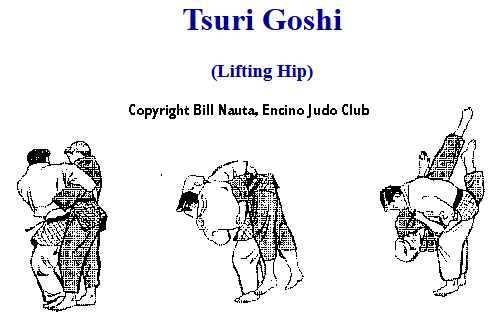 Tsuri Goshi
(Lifting Hip)
Copyright Bill Nauta, Encino Judo Club